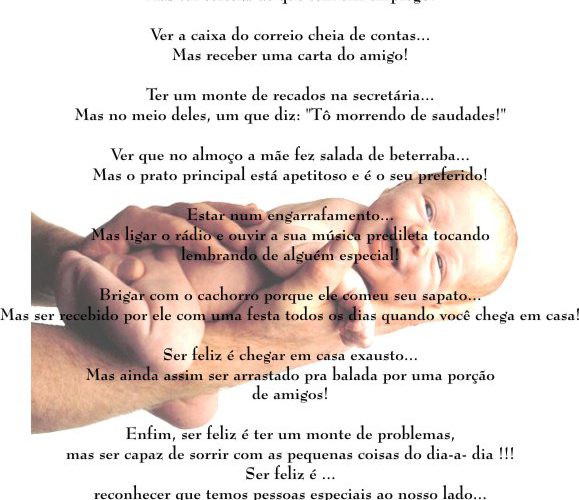 Ver a caixa do correio cheia de contas...
Mas receber uma carta do amigo!
Ter um monte de recados na secretária...
Mas no meio deles, um que diz: "Tô morrendo de saudades!"
Ver que no almoço a mãe fez salada de beterraba...
Mas o prato principal está apetitoso e é o seu preferido!
Estar num engarrafamento...
Mas ligar o rádio e ouvir a sua música predileta tocando
lembrando de alguém especial!
Brigar com o cachorro porque ele comeu seu sapato...
Mas ser recebido por ele com uma festa todos os dias quando você chega em casa!
Ser feliz é chegar em casa exausto...
Mas ainda assim ser arrastado pra balada por uma porção
de amigos!
Enfim, ser feliz é ter um monte de problemas,
mas ser capaz de sorrir com as pequenas coisas do dia-a- dia !!!
Ser feliz é ...
reconhecer que temos pessoas especiais ao nosso lado...